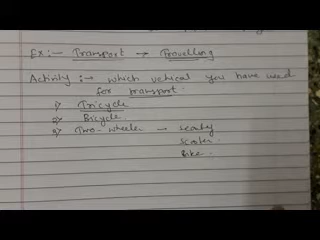 Ex:- Transport → Travelling
Activity :- which vehical you have used
for transport.
i) Tricycle
ii) Bicycle
iii) Two-wheeler → scooty
scooter
Bike.